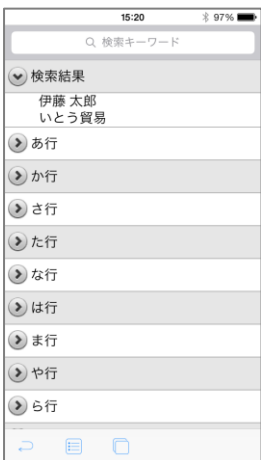 15:20
97%
検索キーワード
検索結果
伊藤 太郎
いとう貿易
あ行
か行
さ行
た行
な行
は行
ま行
や行
ら行